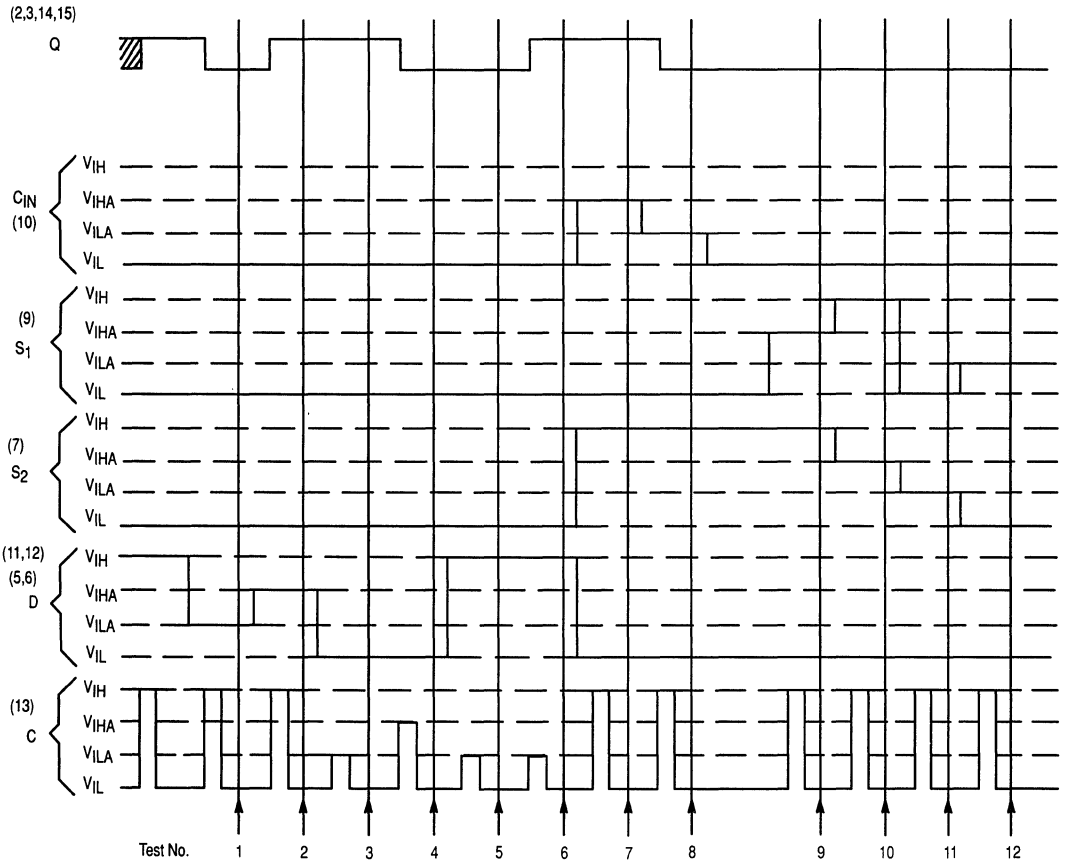 (2,3,14,15)
Q
CIN
(10)
VIH
VIHA
VILA
VIL
(9)
S1
VIH
VIHA
VILA
VIL
(7)
S2
VIH
VIHA
VILA
VIL
(11,12)
(5,6)
D
VIH
VIHA
VILA
VIL
(13)
C
VIH
VIHA
VILA
VIL
Test No. 1 2 3 4 5 6 7 8 9 10 11 12